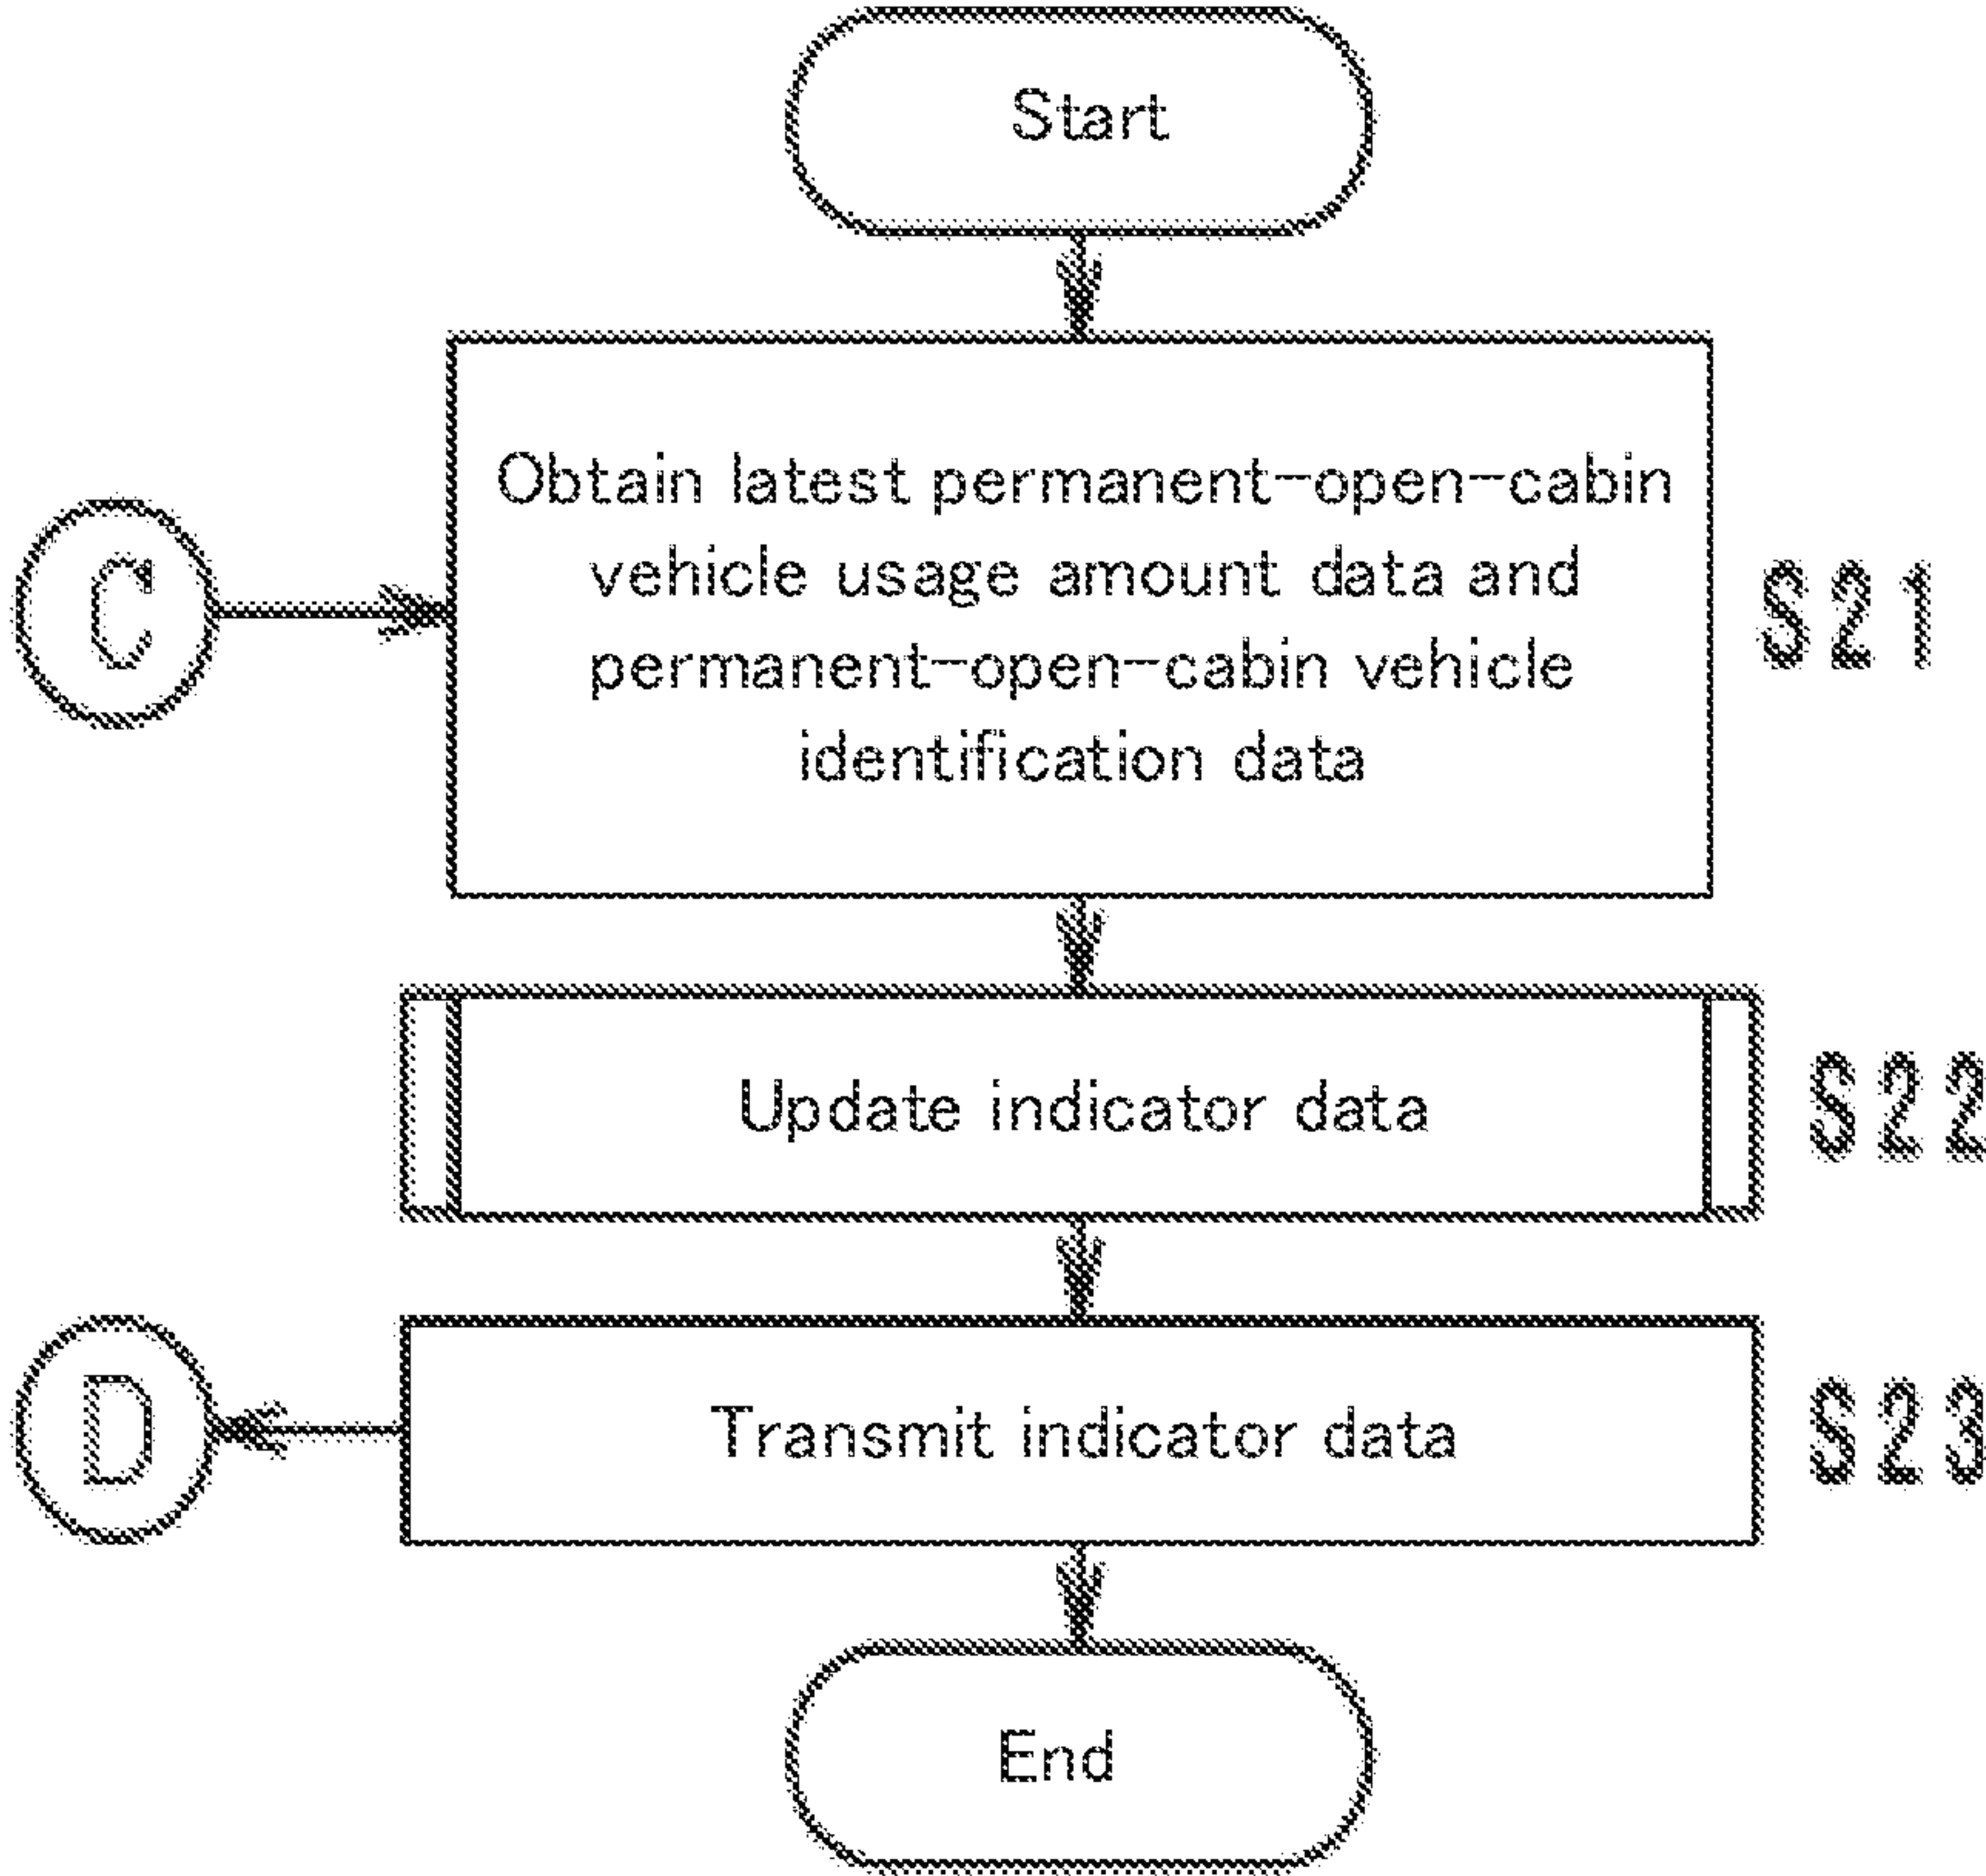 Start
Obtain latest permanent-open-cabin
vehicle usage amount data and
permanent-open-cabin vehicle
identification data
C
S21
Update indicator data
S22
Transmit indicator data
D
S23
End